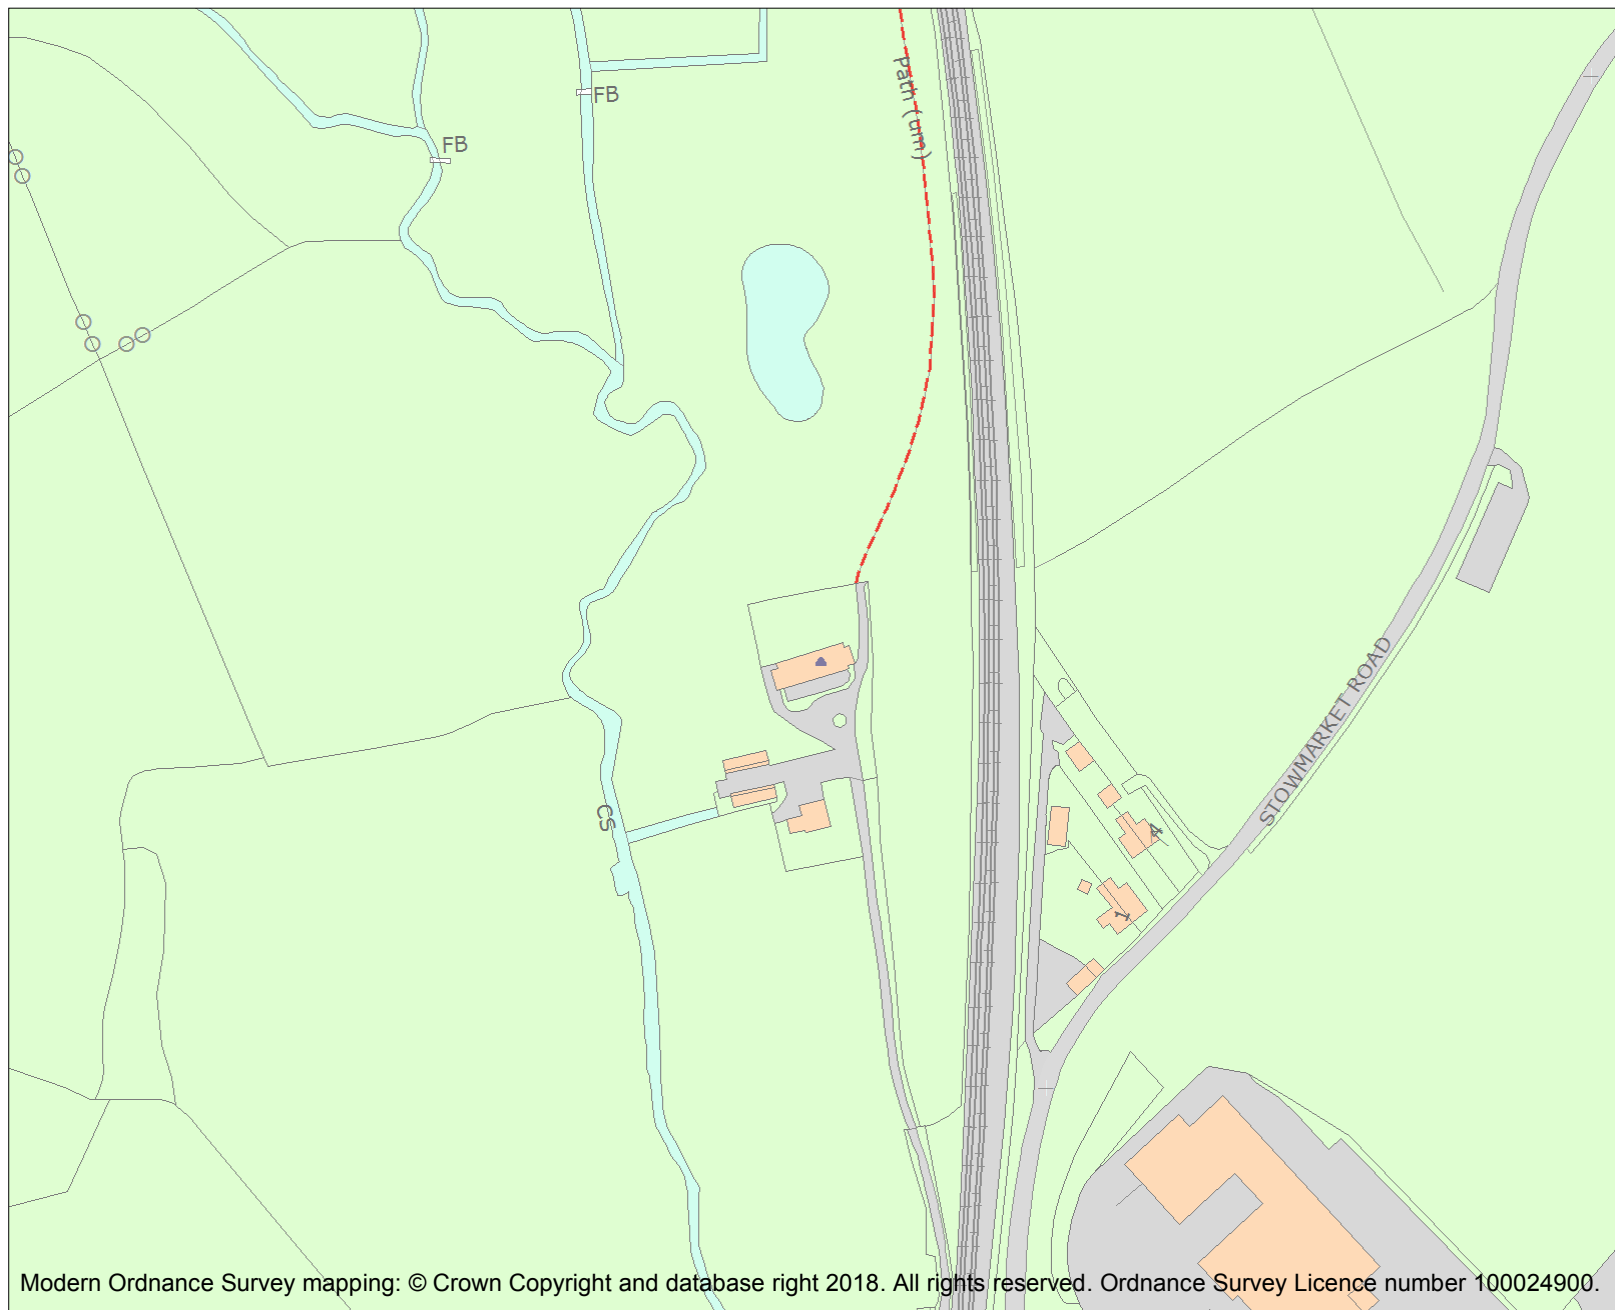 Path (um)
FB
FB
STOWMARKET ROAD
CS
4
1
Modern Ordnance Survey mapping: © Crown Copyright and database right 2018. All rights reserved. Ordnance Survey Licence number 100024900.